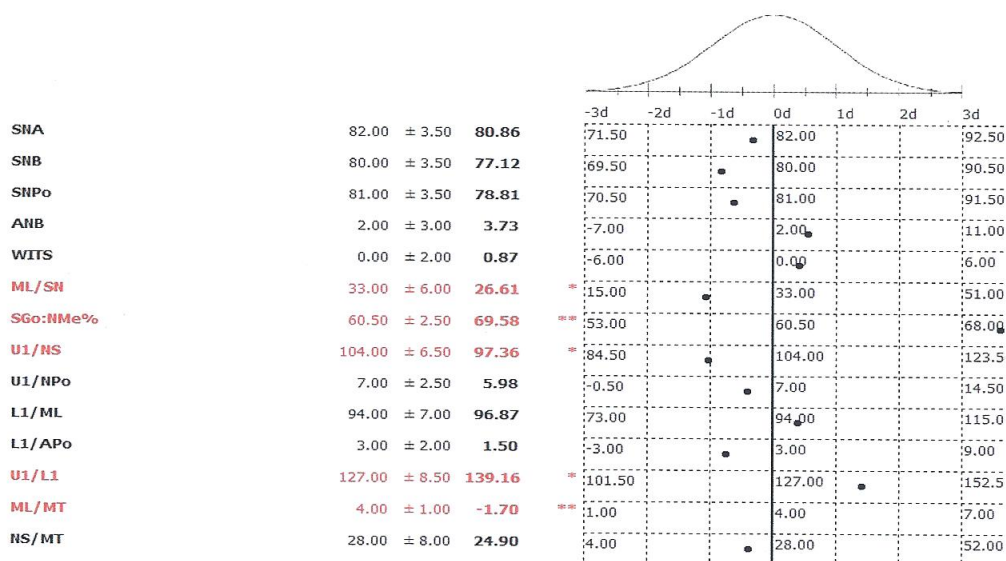 -3d -2d -1d 0d 1d 2d 3d
SNA 82.00 ± 3.50 80.86 71.50 82.00 92.50
SNB 80.00 ± 3.50 77.12 69.50 80.00 90.50
SNPo 81.00 ± 3.50 78.81 70.50 81.00 91.50
ANB 2.00 ± 3.00 3.73 -7.00 2.00 11.00
WITS 0.00 ± 2.00 0.87 -6.00 0.00 6.00
ML/SN 33.00 ± 6.00 26.61 * 15.00 33.00 51.00
SGo:NMe% 60.50 ± 2.50 69.58 ** 53.00 60.50 68.00
U1/NS 104.00 ± 6.50 97.36 * 84.50 104.00 123.5
U1/NPo 7.00 ± 2.50 5.98 -0.50 7.00 14.50
L1/ML 94.00 ± 7.00 96.87 73.00 94.00 115.0
L1/APo 3.00 ± 2.00 1.50 -3.00 3.00 9.00
U1/L1 127.00 ± 8.50 139.16 * 101.50 127.00 152.5
ML/MT 4.00 ± 1.00 -1.70 ** 1.00 4.00 7.00
NS/MT 28.00 ± 8.00 24.90 4.00 28.00 52.00